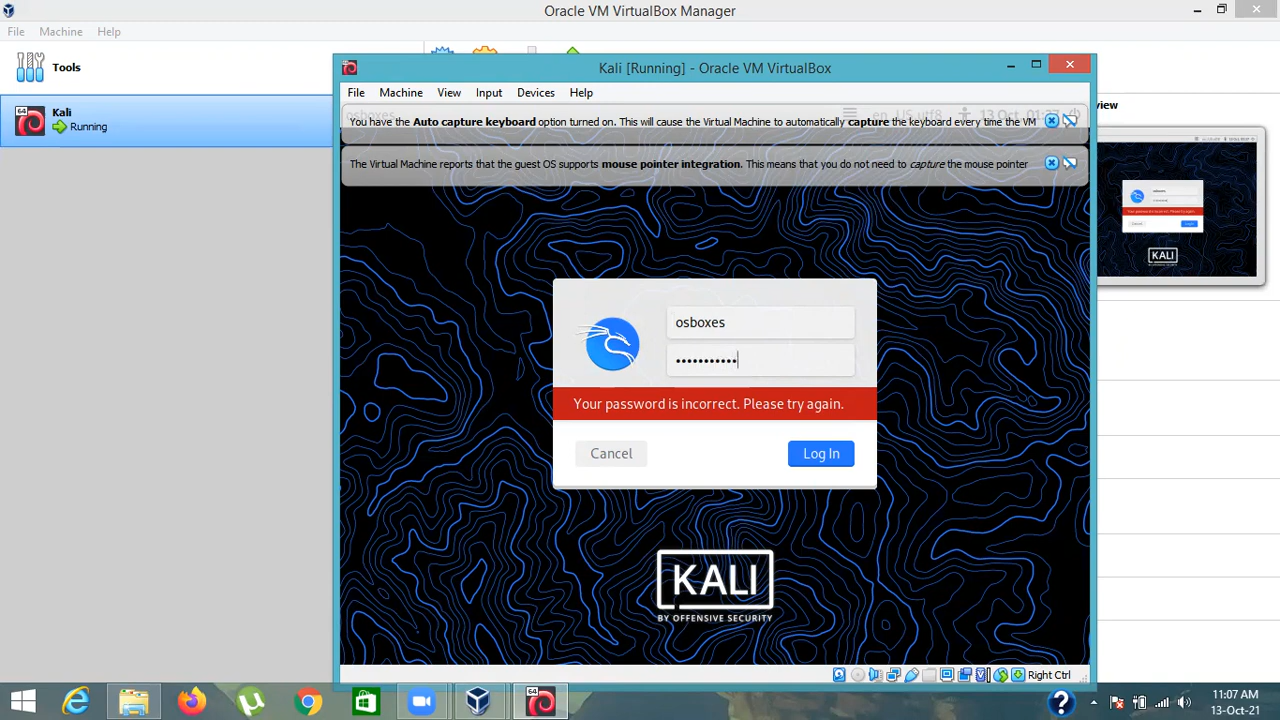 Oracle VM VirtualBox Manager
File Machine Help
Tools
Kali
Running
64
Kali [Running] - Oracle VM VirtualBox
File Machine View Input Devices Help
You have the Auto capture keyboard option turned on. This will cause the Virtual Machine to automatically capture the keyboard every time the VM
The Virtual Machine reports that the guest OS supports mouse pointer integration. This means that you do not need to capture the mouse pointer
view
osboxes
•••••••••••
Your password is incorrect. Please try again.
Cancel
Log In
KALI
BY OFFENSIVE SECURITY
Right Ctrl
64
11:07 AM
13-Oct-21